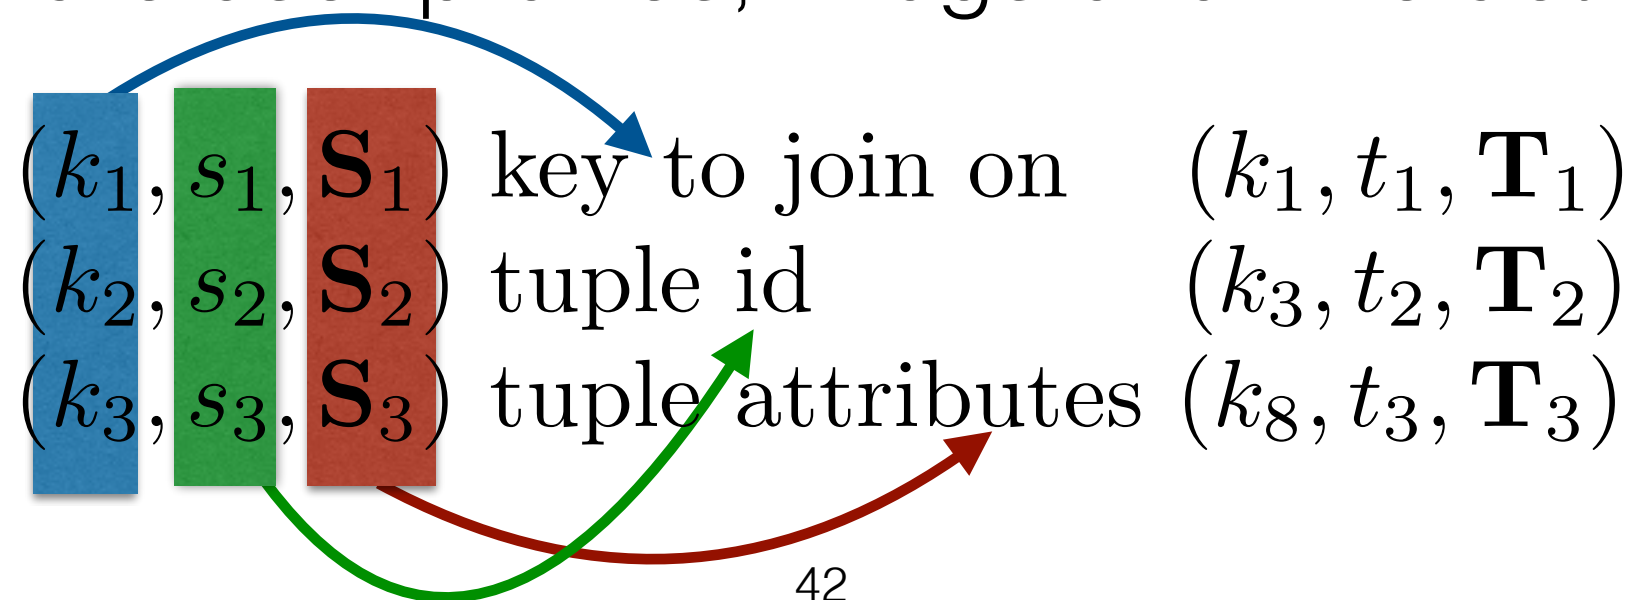 (k₁, s₁, S₁) key to join on (k₁, t₁, T₁)
(k₂, s₂, S₂) tuple id (k₃, t₂, T₂)
(k₃, s₃, S₃) tuple attributes (k₈, t₃, T₃)
42